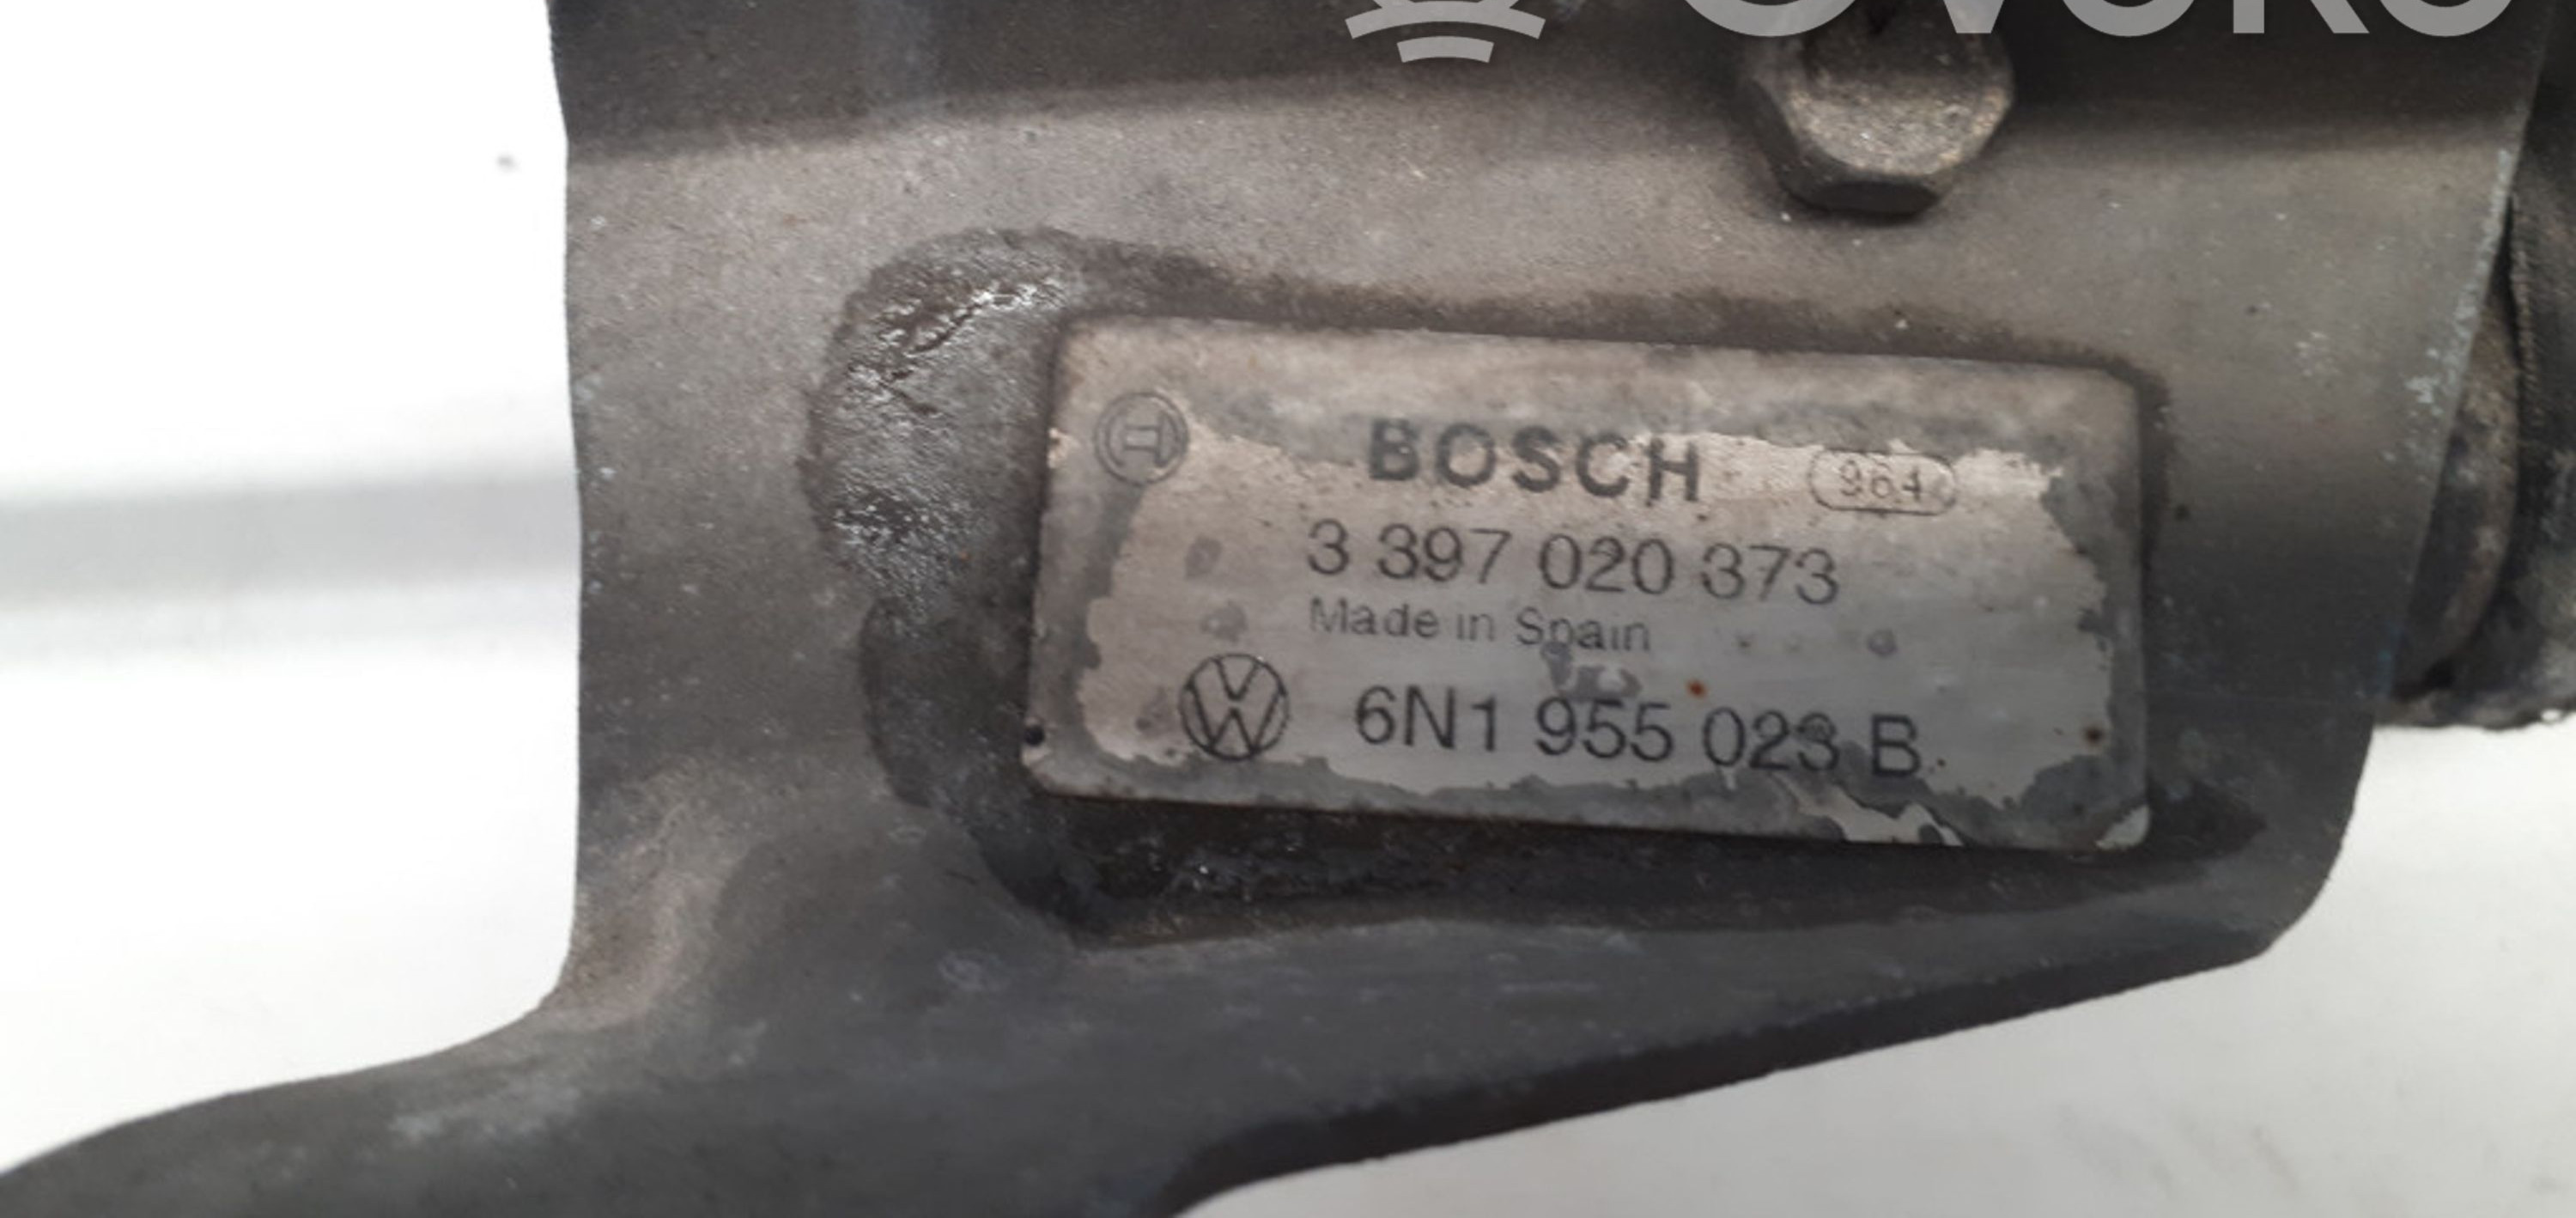 BOSCH 964
3 397 020 373
Made in Spain
6N1 955 023 B